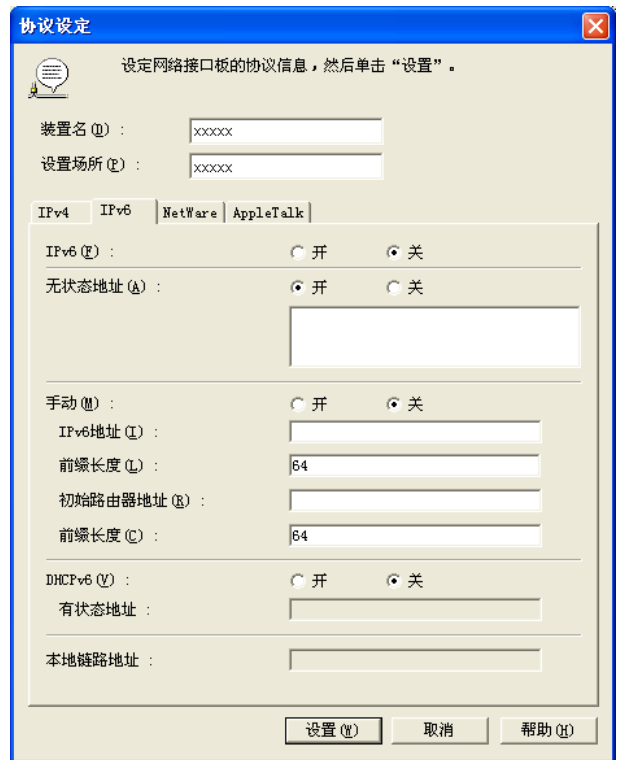 协议设定
设定网络接口板的协议信息，然后单击“设置”。
装置名(D) : xxxxx
设置场所(P) : xxxxx
IPv4 IPv6 NetWare AppleTalk
IPv6(F) : 开 关
无状态地址(A) : 开 关
手动(M) : 开 关
IPv6地址(I) :
前缀长度(L) : 64
初始路由器地址(R) :
前缀长度(C) : 64
DHCPv6(V) : 开 关
有状态地址 :
本地链路地址 :
设置(W) 取消 帮助(H)